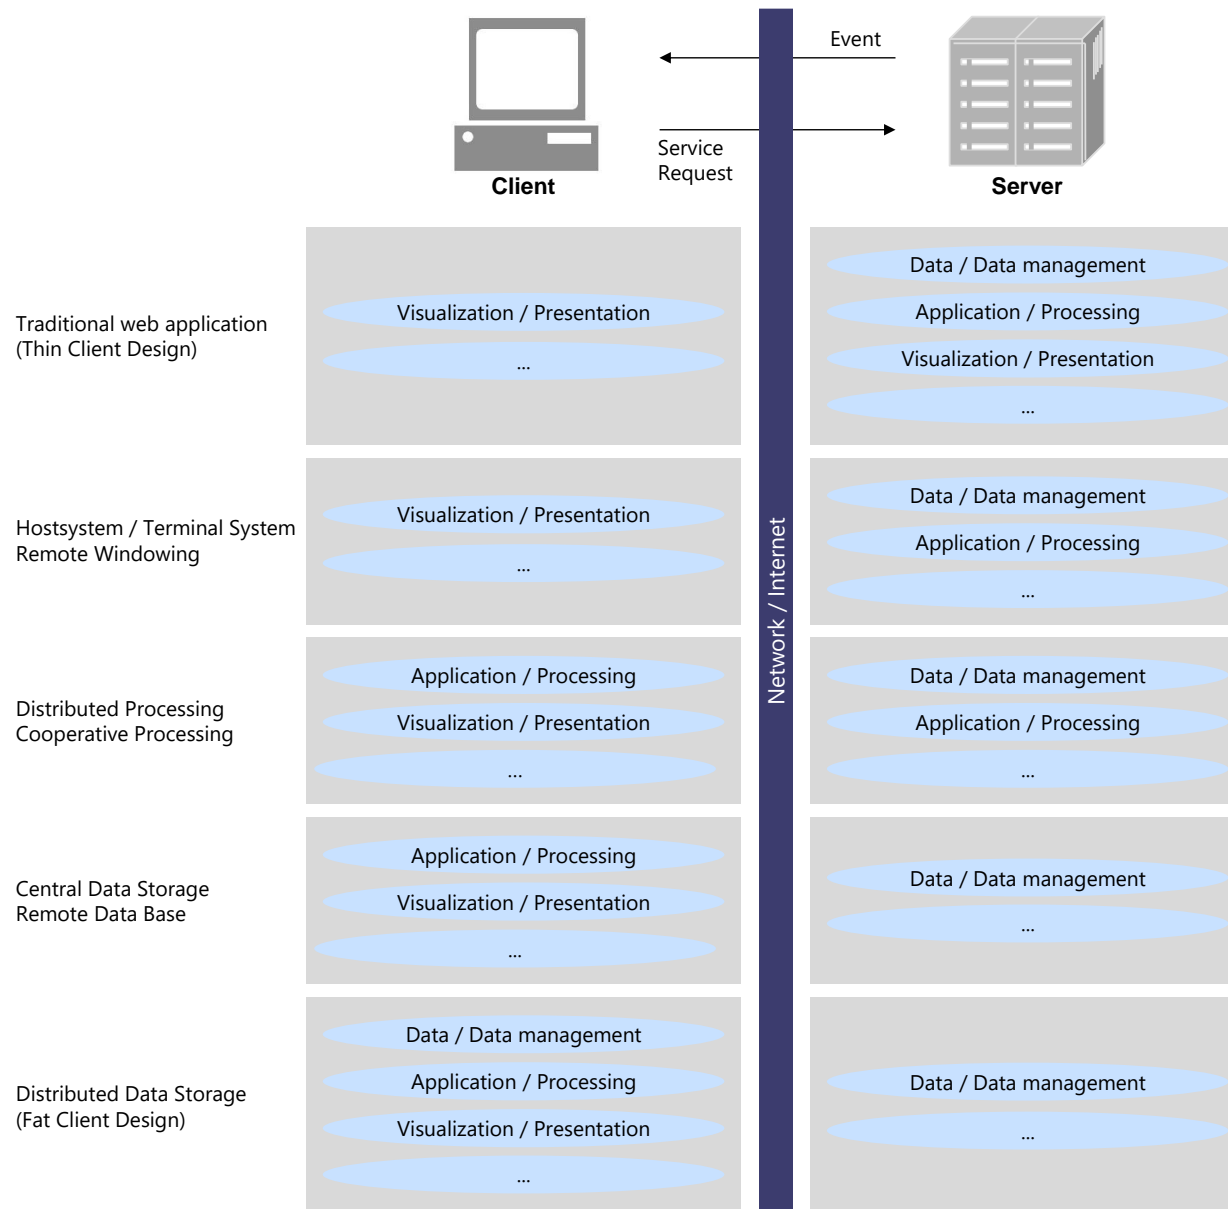 Event
Service
Request
Client
Server
Network / Internet
Traditional web application
(Thin Client Design)
Visualization / Presentation
...
Data / Data management
Application / Processing
Visualization / Presentation
...
Hostsystem / Terminal System
Remote Windowing
Visualization / Presentation
...
Data / Data management
Application / Processing
...
Distributed Processing
Cooperative Processing
Application / Processing
Visualization / Presentation
...
Data / Data management
Application / Processing
...
Central Data Storage
Remote Data Base
Application / Processing
Visualization / Presentation
...
Data / Data management
...
Distributed Data Storage
(Fat Client Design)
Data / Data management
Application / Processing
Visualization / Presentation
...
Data / Data management
...